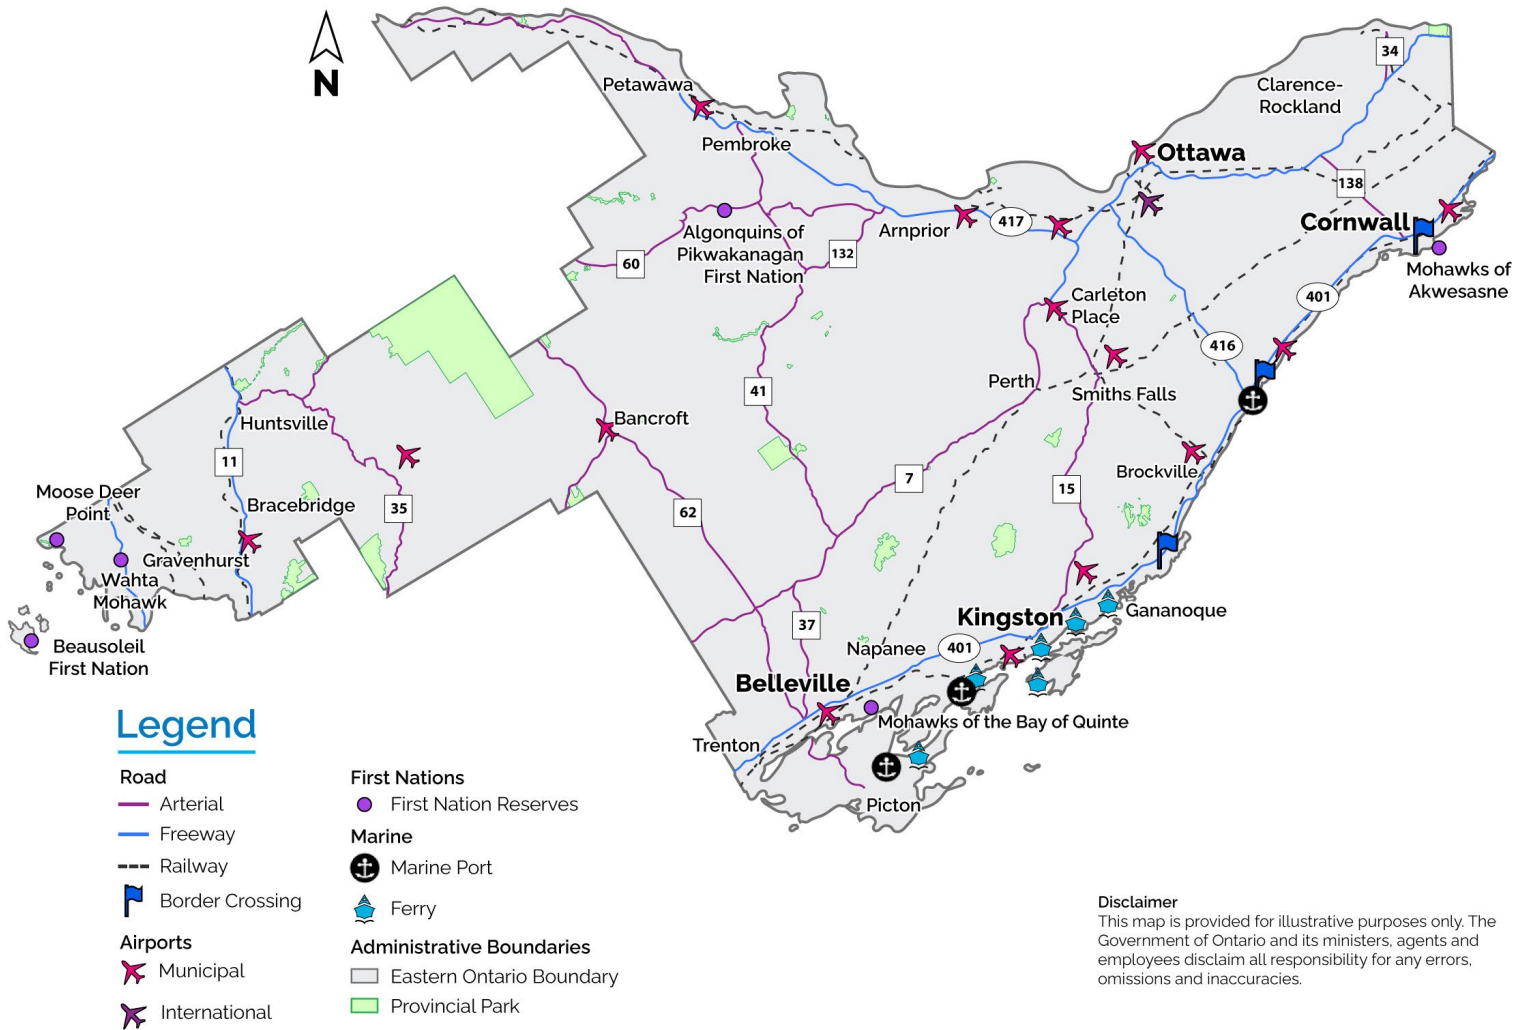 N
34
Clarence-
Rockland
Petawawa
Pembroke
Ottawa
138
Cornwall
417
Arnprior
Algonquins of
Pikwakanagan
First Nation
132
60
Mohawks of
Akwesasne
401
Carleton
Place
416
41
Perth
Smiths Falls
Bancroft
Huntsville
11
7
Brockville
15
Moose Deer
Point
Bracebridge
35
62
Gravenhurst
Wahta
Mohawk
Kingston
Gananoque
37
Napanee
401
Beausoleil
First Nation
Belleville
Mohawks of the Bay of Quinte
Trenton
Picton
Legend
Road
Arterial
Freeway
Railway
Border Crossing
Airports
Municipal
International
First Nations
First Nation Reserves
Marine
Marine Port
Ferry
Administrative Boundaries
Eastern Ontario Boundary
Provincial Park
Disclaimer
This map is provided for illustrative purposes only. The
Government of Ontario and its ministers, agents and
employees disclaim all responsibility for any errors,
omissions and inaccuracies.